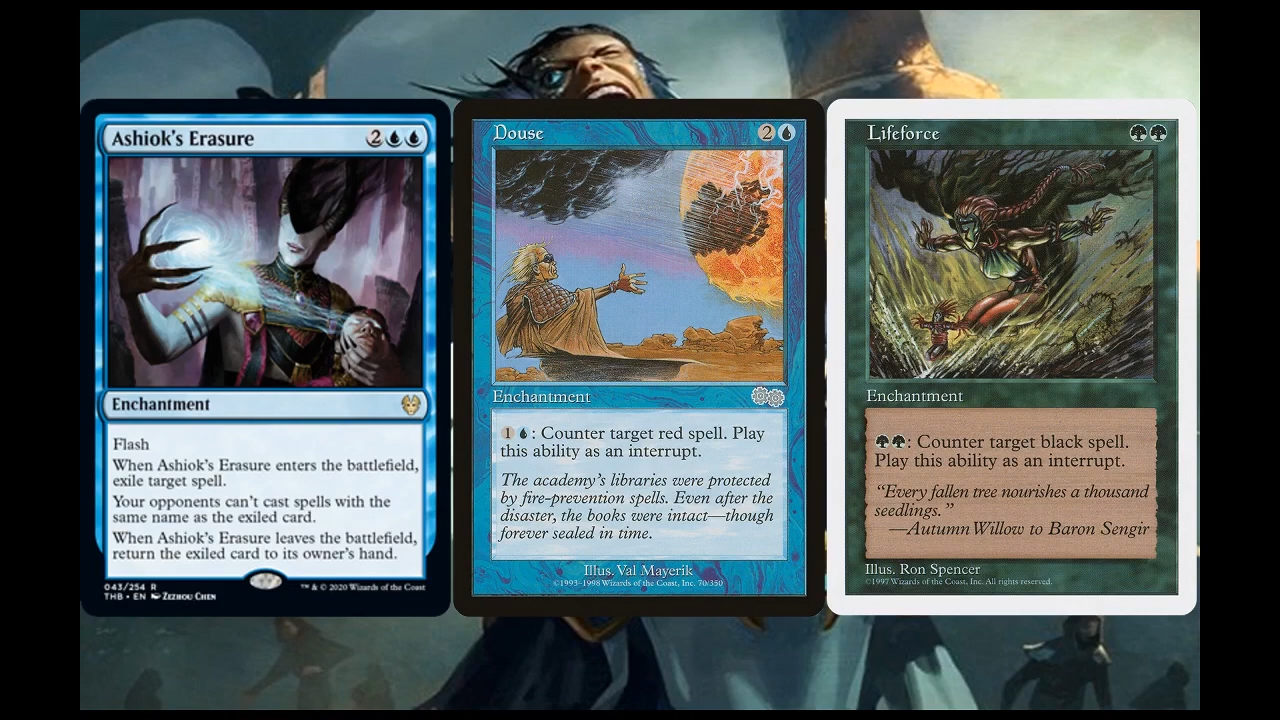 Ashiok's Erasure 2
Enchantment
Flash
When Ashiok's Erasure enters the battlefield,
exile target spell.
Your opponents can't cast spells with the
same name as the exiled card.
When Ashiok's Erasure leaves the battlefield,
return the exiled card to its owner's hand.
043/254 R
THB • EN Zizhou Chen
™ & © 2020 Wizards of the Coast
Douse 2
Enchantment
1 : Counter target red spell. Play
this ability as an interrupt.
The academy's libraries were protected
by fire-prevention spells. Even after the
disaster, the books were intact—though
forever sealed in time.
Illus. Val Mayerik
©1993-1998 Wizards of the Coast, Inc. 70/350
Lifeforce
Enchantment
: Counter target black spell.
Play this ability as an interrupt.
“Every fallen tree nourishes a thousand
seedlings.”
—Autumn Willow to Baron Sengir
Illus. Ron Spencer
©1997 Wizards of the Coast, Inc. All rights reserved.